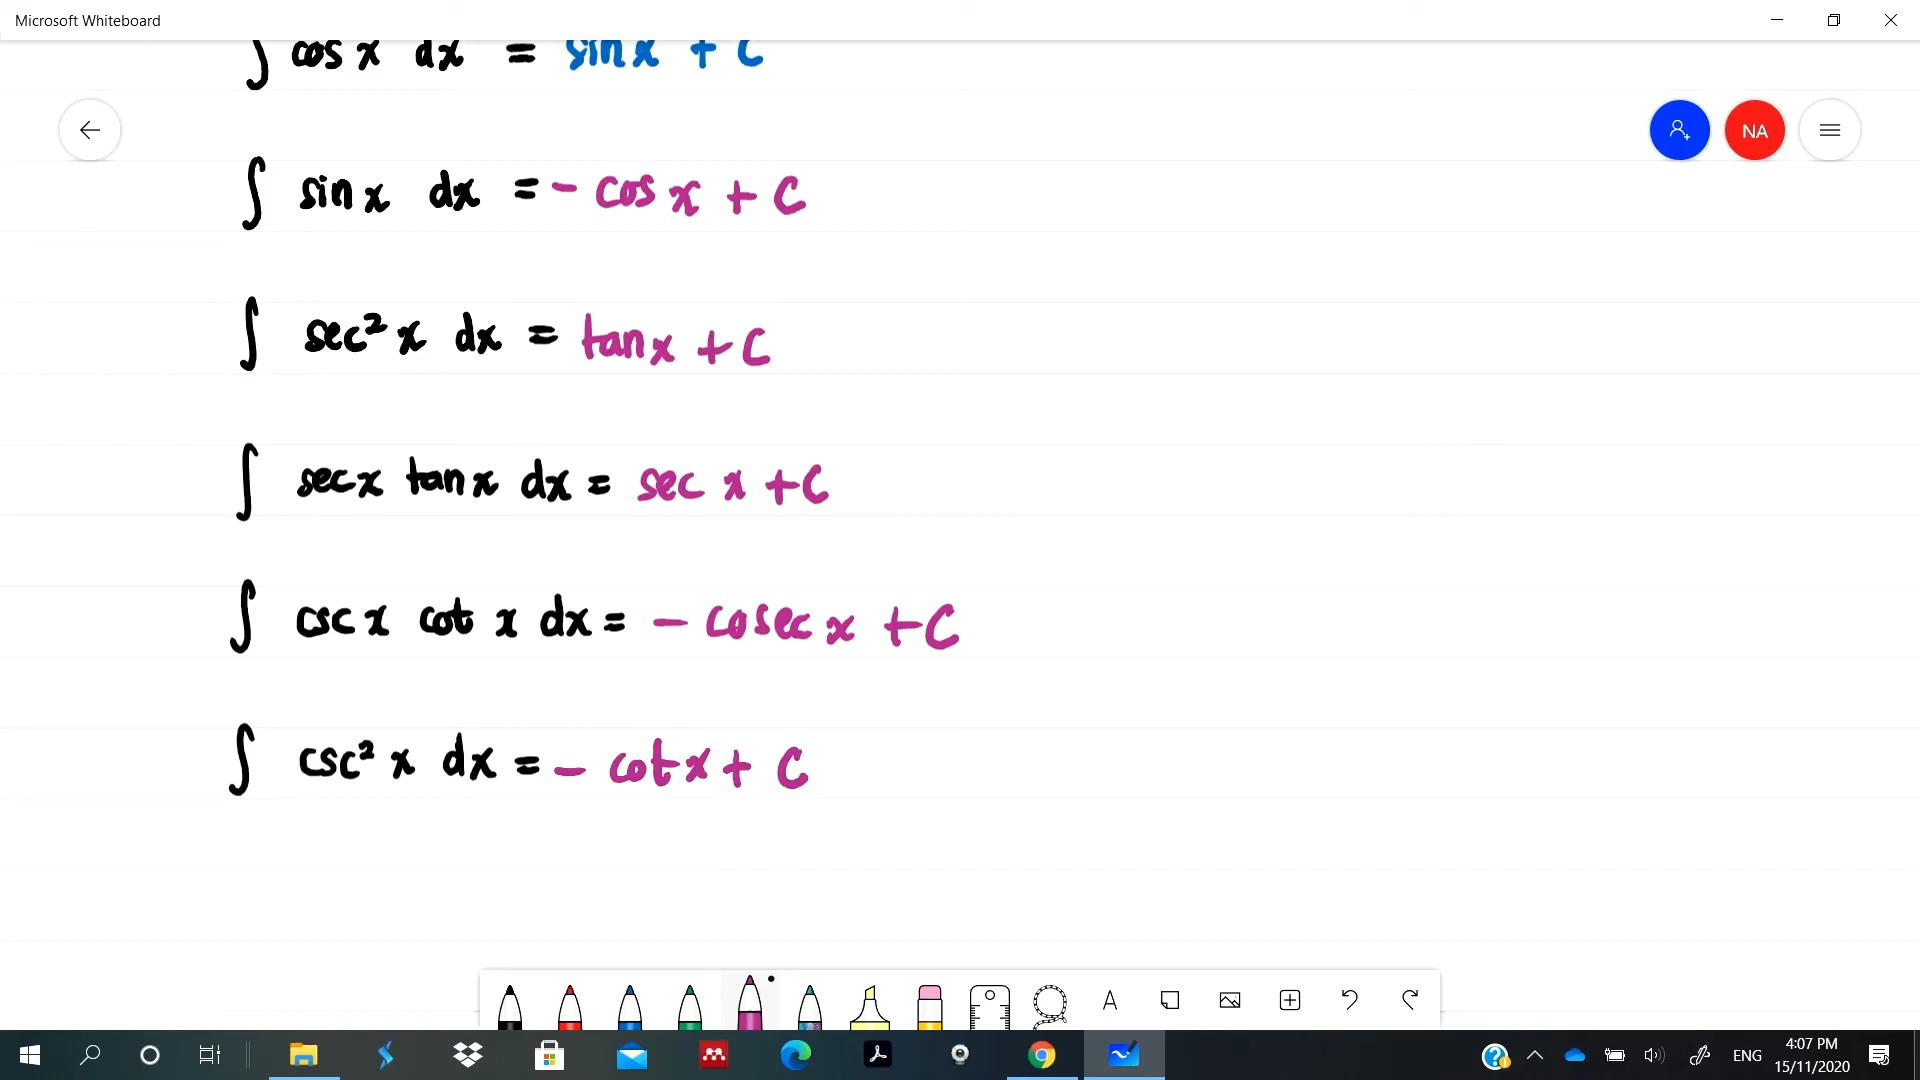 Microsoft Whiteboard
∫ cos x dx = sin x + C
NA
∫ sin x dx = - cos x + C
∫ sec² x dx = tan x + C
∫ sec x tan x dx = sec x + C
∫ csc x cot x dx = - cosec x + C
∫ csc² x dx = - cot x + C
ENG
4:07 PM
15/11/2020